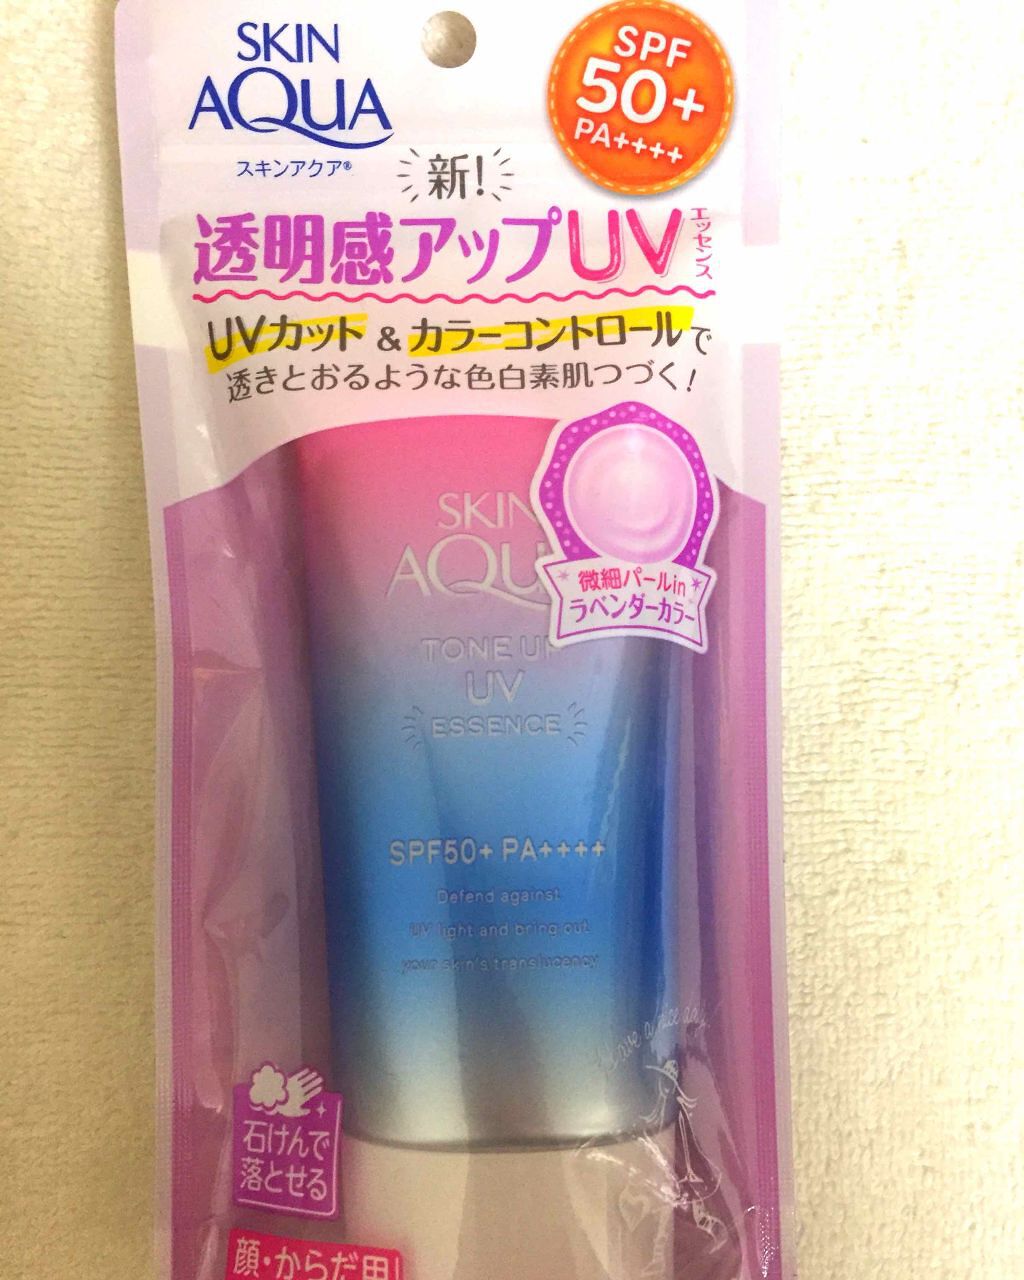 SKIN
AQUA
スキンアクア®
SPF
50+
PA++++
新!
透明感アップUV
エッセンス
UVカット & カラーコントロールで
透きとおるような色白素肌つづく!
SKIN
AQU
微細パールin
ラベンダーカラー
TONE UP
UV
ESSENCE
SPF50+ PA++++
Defend against
UV light and bring out
your skin's translucency
Have a nice day!
石けんで
落とせる
顔・からだ用!